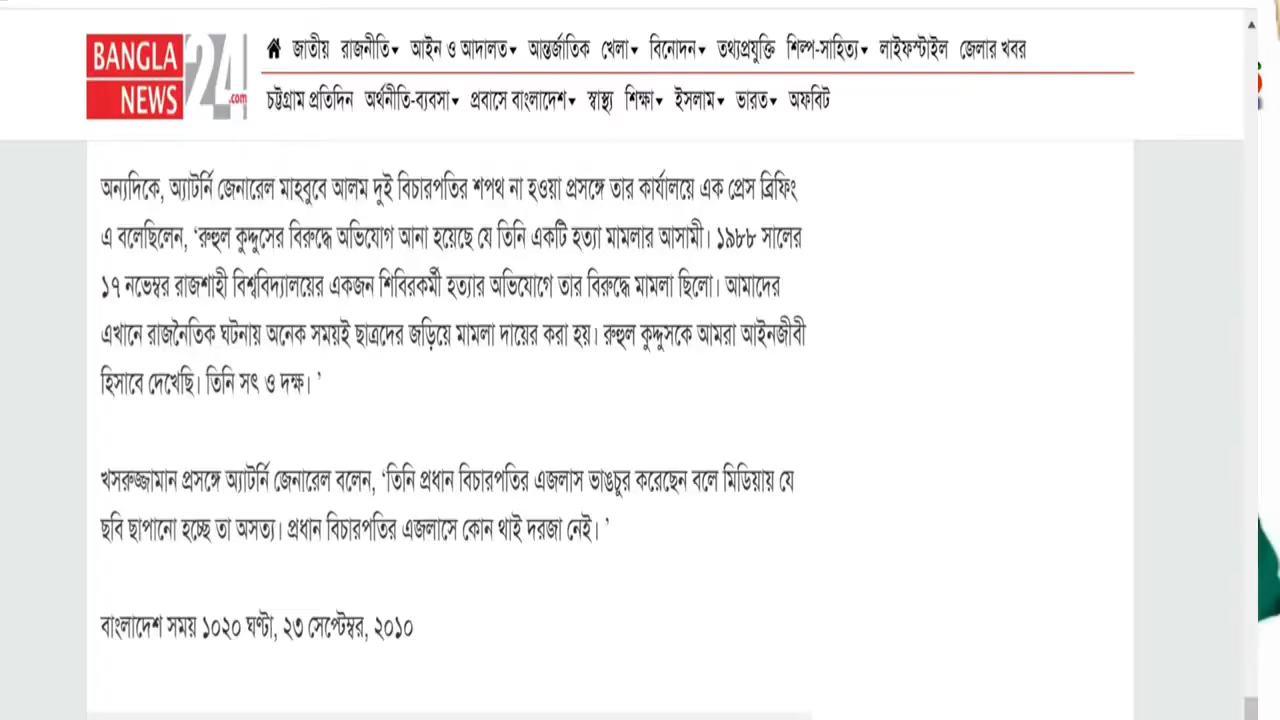 BANGLA
NEWS
24
.com
জাতীয় রাজনীতি আইন ও আদালত আন্তর্জাতিক খেলা বিনোদন তথ্যপ্রযুক্তি শিল্প-সাহিত্য লাইফস্টাইল জেলার খবর
চট্টগ্রাম প্রতিদিন অর্থনীতি-ব্যবসা প্রবাসে বাংলাদেশ স্বাস্থ্য শিক্ষা ইসলাম ভারত অফবিট
অন্যদিকে, অ্যাটর্নি জেনারেল মাহবুবে আলম দুই বিচারপতির শপথ না হওয়া প্রসঙ্গে তার কার্যালয়ে এক প্রেস ব্রিফিং
এ বলেছিলেন, ‘রুহুল কুদ্দুসের বিরুদ্ধে অভিযোগ আনা হয়েছে যে তিনি একটি হত্যা মামলার আসামী। ১৯৮৮ সালের
১৭ নভেম্বর রাজশাহী বিশ্ববিদ্যালয়ের একজন শিবিরকর্মী হত্যার অভিযোগে তার বিরুদ্ধে মামলা ছিলো। আমাদের
এখানে রাজনৈতিক ঘটনায় অনেক সময়ই ছাত্রদের জড়িয়ে মামলা দায়ের করা হয়। রুহুল কুদ্দুসকে আমরা আইনজীবী
হিসাবে দেখেছি। তিনি সৎ ও দক্ষ। ’
খসরুজ্জামান প্রসঙ্গে অ্যাটর্নি জেনারেল বলেন, ‘তিনি প্রধান বিচারপতির এজলাস ভাঙচুর করেছেন বলে মিডিয়ায় যে
ছবি ছাপানো হচ্ছে তা অসত্য। প্রধান বিচারপতির এজলাসে কোন থাই দরজা নেই। ’
বাংলাদেশ সময় ১০২০ ঘণ্টা, ২৩ সেপ্টেম্বর, ২০১০